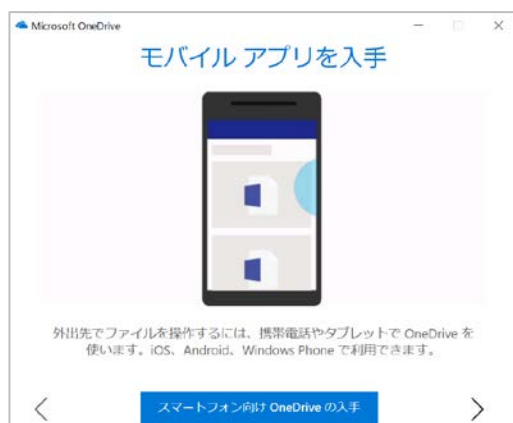 Microsoft OneDrive
モバイル アプリを入手
外出先でファイルを操作するには、携帯電話やタブレットで OneDrive を
使います。iOS、Android、Windows Phone で利用できます。
スマートフォン向け OneDrive の入手